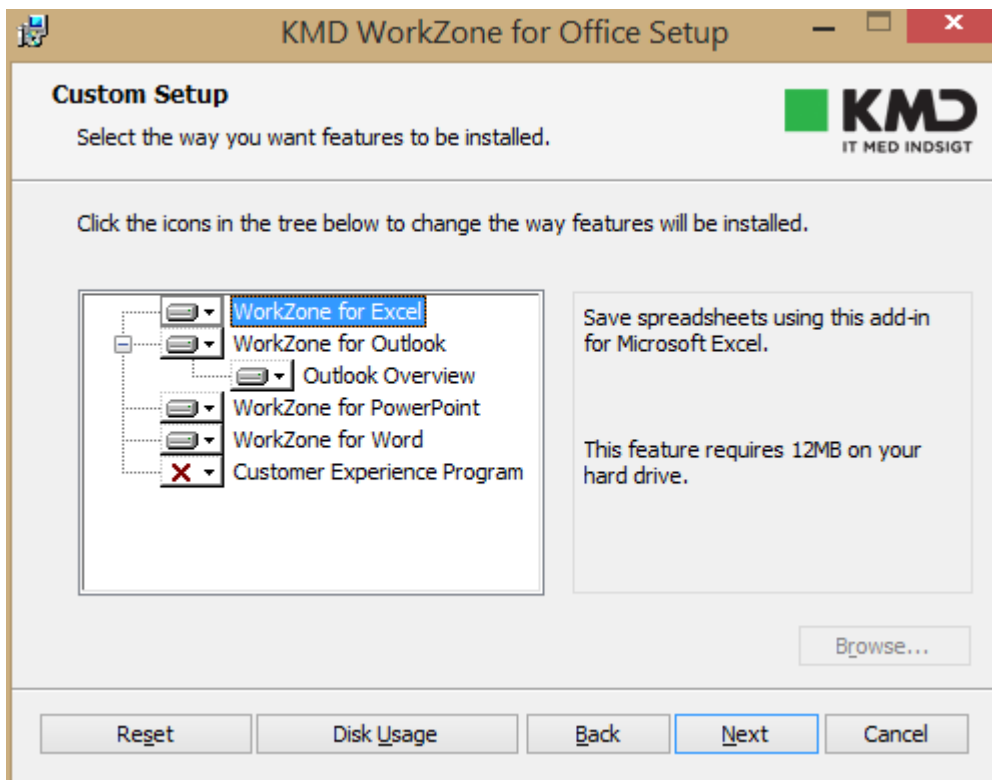 KMD WorkZone for Office Setup
Custom Setup
Select the way you want features to be installed.
KMD
IT MED INDSIGT
Click the icons in the tree below to change the way features will be installed.
WorkZone for Excel
WorkZone for Outlook
Outlook Overview
WorkZone for PowerPoint
WorkZone for Word
Customer Experience Program
Save spreadsheets using this add-in
for Microsoft Excel.
This feature requires 12MB on your
hard drive.
Browse...
Reset
Disk Usage
Back
Next
Cancel